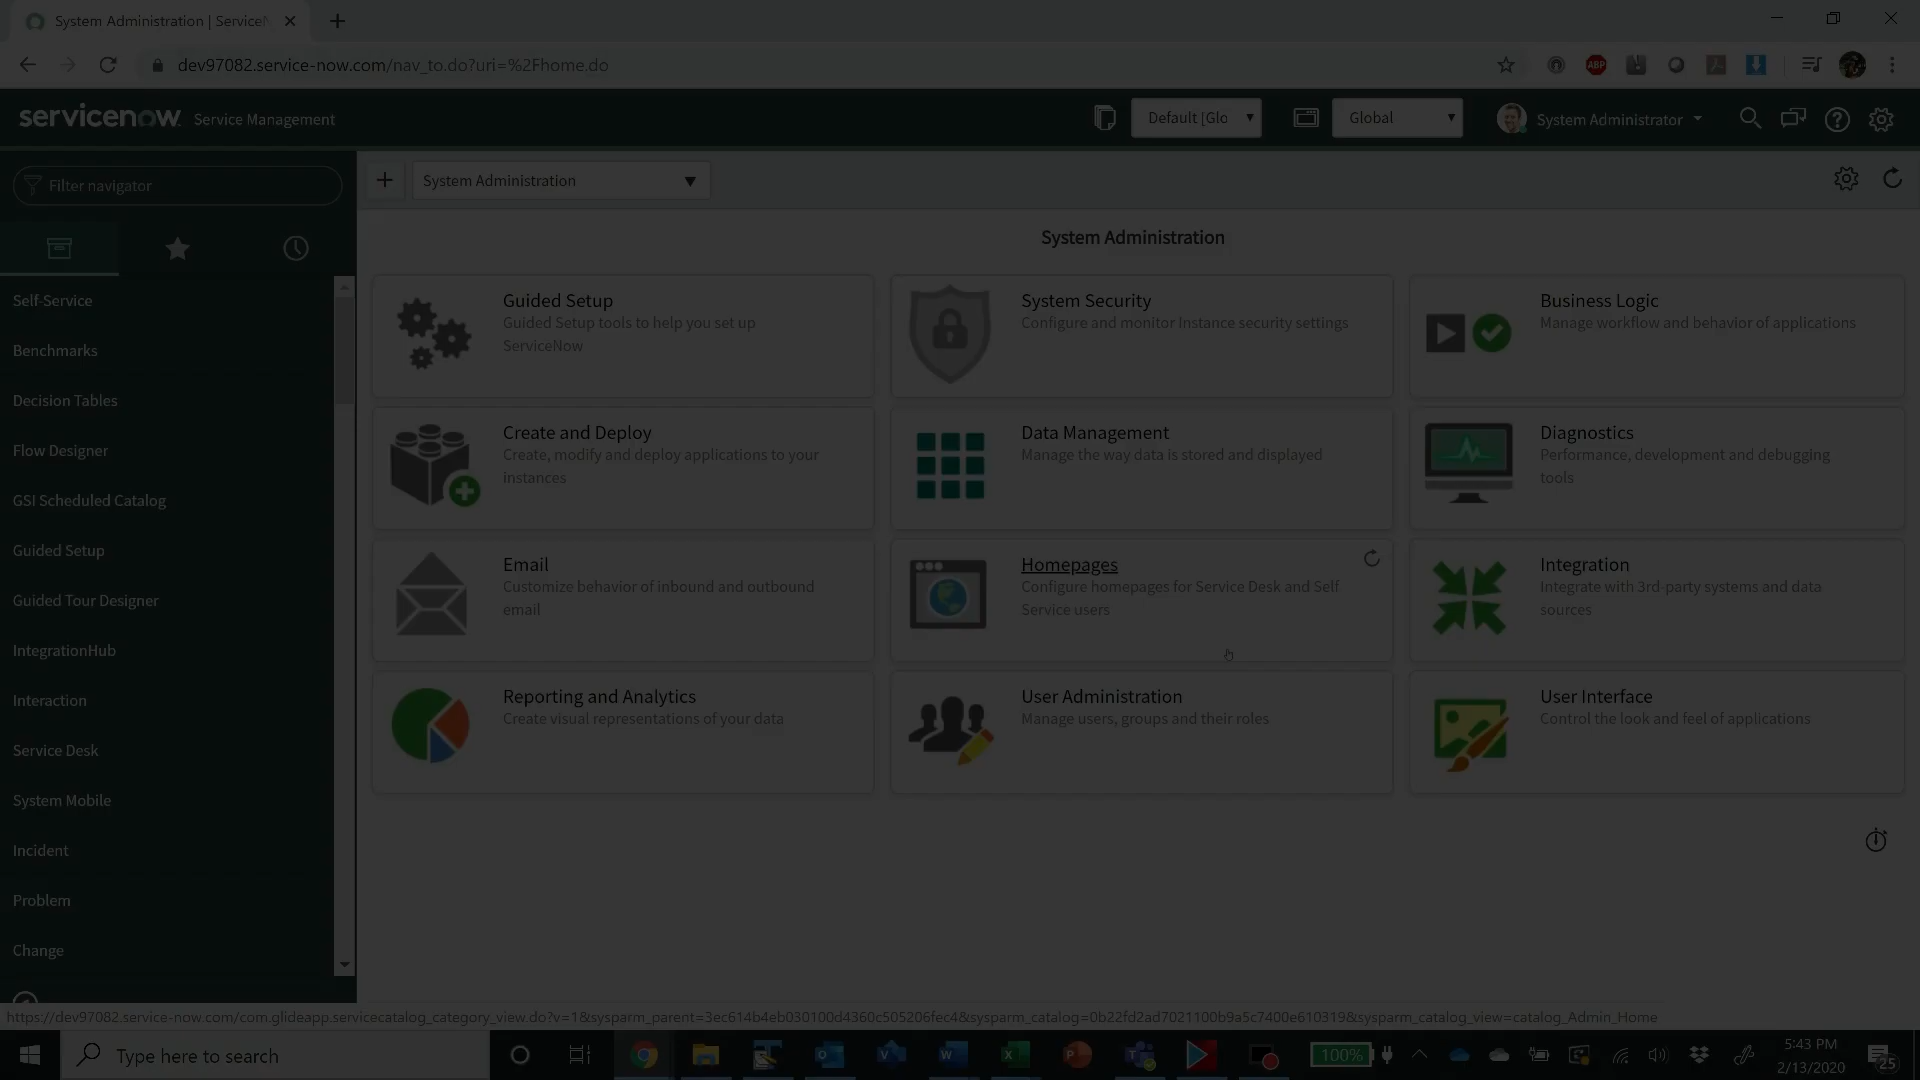 System Administration | Service
dev97082.service-now.com/nav_to.do?uri=%2Fhome.do
ABP
servicenow Service Management
Default [Glo
Global
System Administrator
Filter navigator
System Administration
System Administration
Self-Service
Benchmarks
Decision Tables
Flow Designer
GSI Scheduled Catalog
Guided Setup
Guided Tour Designer
IntegrationHub
Interaction
Service Desk
System Mobile
Incident
Problem
Change
Guided Setup
Guided Setup tools to help you set up
ServiceNow
System Security
Configure and monitor Instance security settings
Business Logic
Manage workflow and behavior of applications
Create and Deploy
Create, modify and deploy applications to your
instances
Data Management
Manage the way data is stored and displayed
Diagnostics
Performance, development and debugging
tools
Email
Customize behavior of inbound and outbound
email
Homepages
Configure homepages for Service Desk and Self
Service users
Integration
Integrate with 3rd-party systems and data
sources
Reporting and Analytics
Create visual representations of your data
User Administration
Manage users, groups and their roles
User Interface
Control the look and feel of applications
https://dev97082.service-now.com/com.glideapp.servicecatalog_category_view.do?v=1&sysparm_parent=3ec614b4eb030100d4360c505206fec4&sysparm_catalog=0b22fd2ad7021100b9a5c7400e610319&sysparm_catalog_view=catalog_Admin_Home
Type here to search
100%
5:43 PM
2/13/2020
25